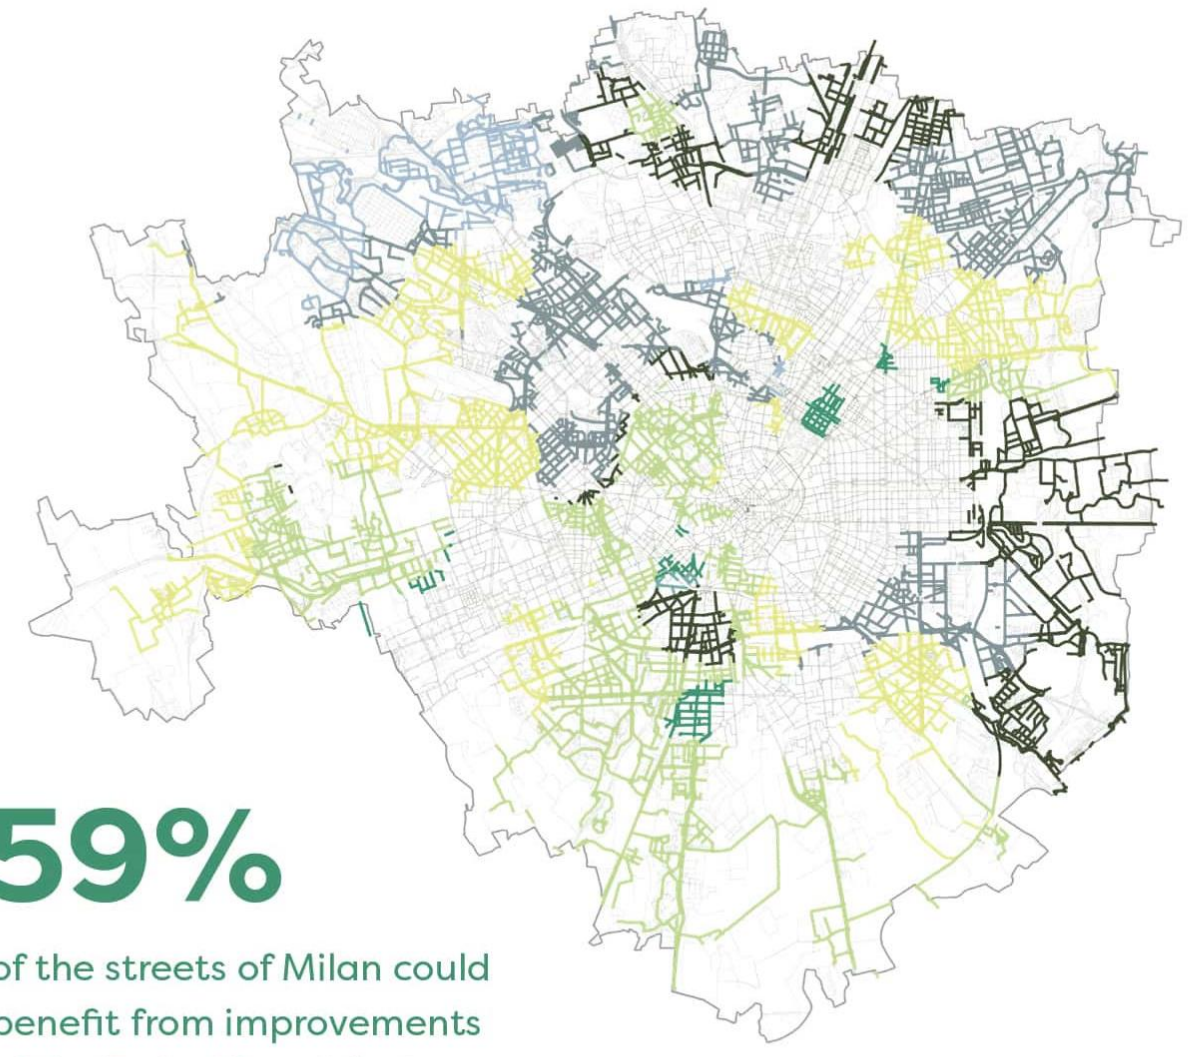 59%
of the streets of Milan could
benefit from improvements